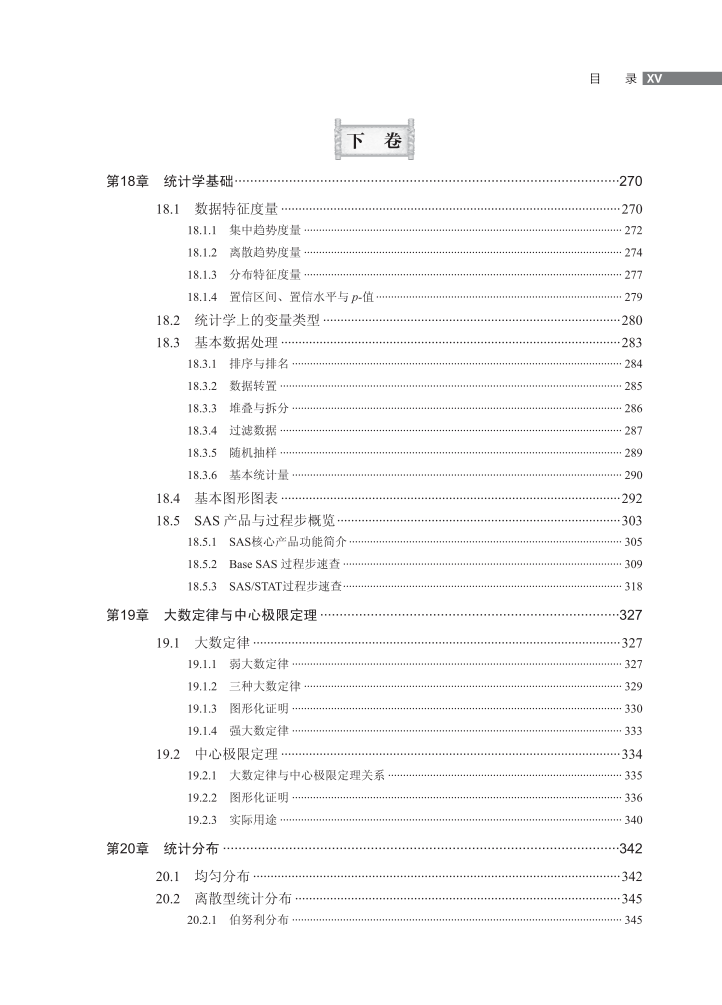 目 录 XV
下 卷
第18章 统计学基础································270
18.1 数据特征度量································270
18.1.1 集中趋势度量································272
18.1.2 离散趋势度量································274
18.1.3 分布特征度量································277
18.1.4 置信区间、置信水平与 p-值································279
18.2 统计学上的变量类型································280
18.3 基本数据处理································283
18.3.1 排序与排名································284
18.3.2 数据转置································285
18.3.3 堆叠与拆分································286
18.3.4 过滤数据································287
18.3.5 随机抽样································289
18.3.6 基本统计量································290
18.4 基本图形图表································292
18.5 SAS 产品与过程步概览································303
18.5.1 SAS核心产品功能简介································305
18.5.2 Base SAS 过程步速查································309
18.5.3 SAS/STAT过程步速查································318
第19章 大数定律与中心极限定理································327
19.1 大数定律································327
19.1.1 弱大数定律································327
19.1.2 三种大数定律································329
19.1.3 图形化证明································330
19.1.4 强大数定律································333
19.2 中心极限定理································334
19.2.1 大数定律与中心极限定理关系································335
19.2.2 图形化证明································336
19.2.3 实际用途································340
第20章 统计分布································342
20.1 均匀分布································342
20.2 离散型统计分布································345
20.2.1 伯努利分布································345